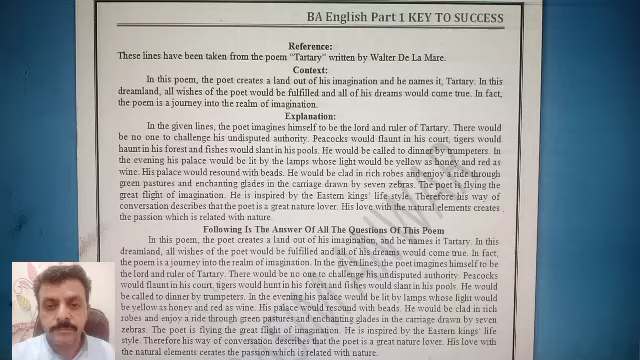 BA English Part 1 KEY TO SUCCESS
Reference:
These lines have been taken from the poem "Tartary" written by Walter De La Mare.
Context:
In this poem, the poet creates a land out of his imagination and he names it, Tartary. In this
dreamland, all wishes of the poet would be fulfilled and all of his dreams would come true. In fact,
the poem is a journey into the realm of imagination.
Explanation:
In the given lines, the poet imagines himself to be the lord and ruler of Tartary. There would
be no one to challenge his undisputed authority. Peacocks would flaunt in his court, tigers would
haunt in his forest and fishes would slant in his pools. He would be called to dinner by trumpeters. In
the evening his palace would be lit by the lamps whose light would be yellow as honey and red as
wine. His palace would resound with beads. He would be clad in rich robes and enjoy a ride through
green pastures and enchanting glades in the carriage drawn by seven zebras. The poet is flying the
great flight of imagination. He is inspired by the Eastern kings' life style. Therefore his way of
conversation describes that the poet is a great nature lover. His love with the natural elements creates
the passion which is related with nature.
Following Is The Answer Of All The Questions Of This Poem
In this poem, the poet creates a land out of his imagination, and he names it Tartary. In this
dreamland, all wishes of the poet would be fulfilled and all of his dreams would come true. In fact,
the poem is a journey into the realm of imagination. In the given lines, the poet imagines himself to be
the lord and ruler of Tartary. There would be no one to challenge his undisputed authority. Peacocks
would flaunt in his court, tigers would hunt in his forest and fishes would slant in his pools. He
would be called to dinner by trumpeters. In the evening his palace would be lit by lamps whose light would
be yellow as honey and red as wine. His palace would resound with beads. He would be clad in rich
robes and enjoy a ride through green pastures and enchanting glades in the carriage drawn by seven
zebras. The poet is flying the great flight of imagination. He is inspired by the Eastern kings' life
style. Therefore his way of conversation describes that the poet is a great nature lover. His love with
the natural elements cerates the passion which is related with nature.